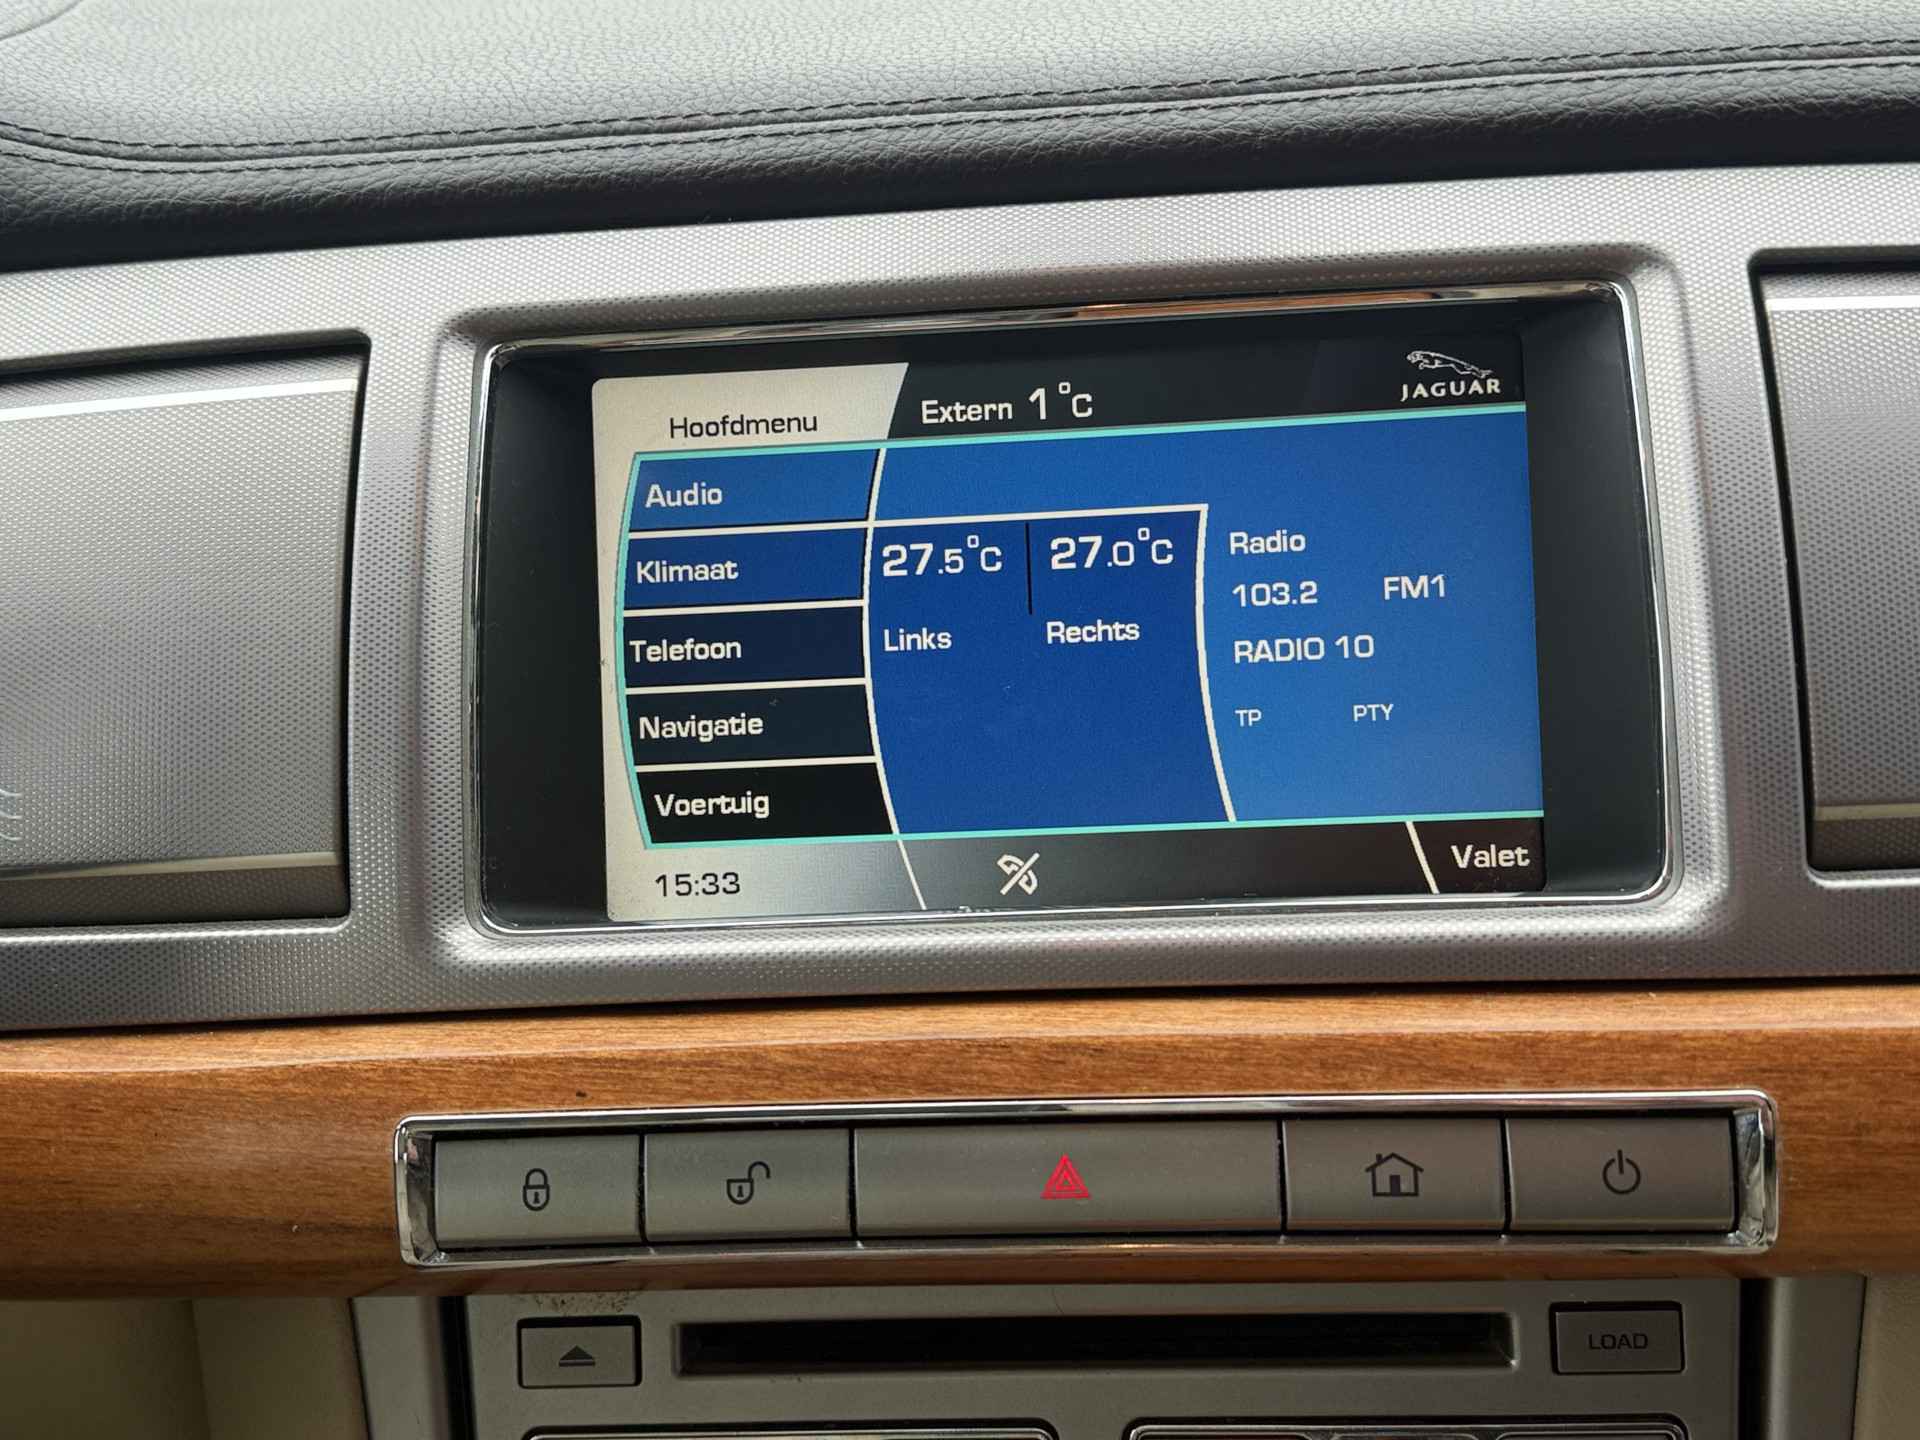 Hoofdmenu
Extern 1°C
JAGUAR
Audio
Klimaat
Telefoon
Navigatie
Voertuig
27.5°C
27.0°C
Links
Rechts
Radio
103.2 FM1
RADIO 10
TP PTY
15:33
Valet
LOAD